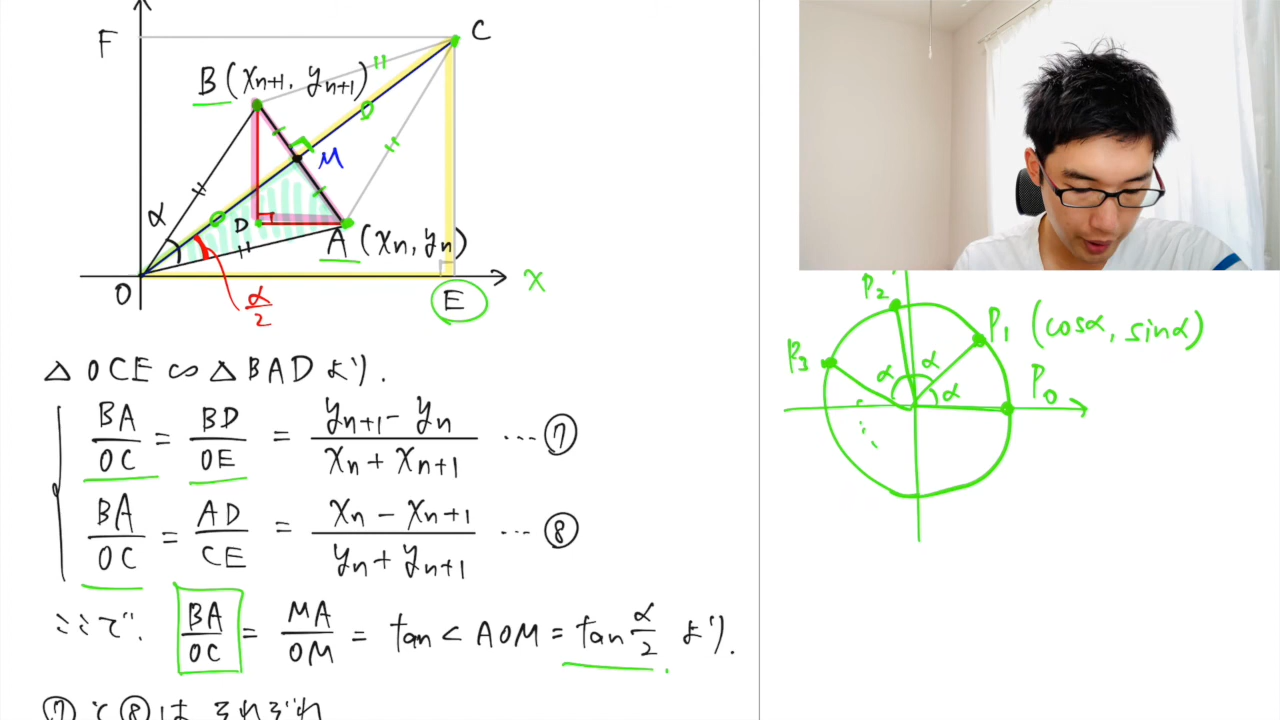 F
C
B (xn+1, yn+1)
M
α
D
A (xn, yn)
O
α/2
E
x
△OCE ∽ △BAD より.
BA/OC = BD/OE = yn+1 - yn / xn + xn+1 ... ⑦
BA/OC = AD/CE = xn - xn+1 / yn + yn+1 ... ⑧
ここで. BA/OC = MA/OM = tan<AOM = tan α/2 より.
⑦と⑧は それぞれ
P2
P1 (cosα, sinα)
P3
α
α
α
P0